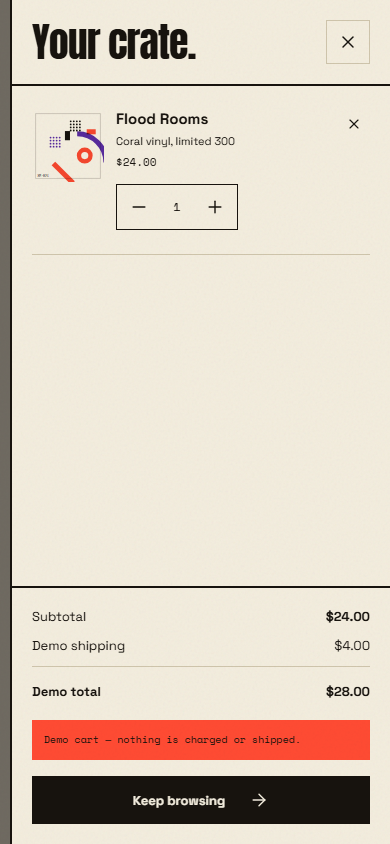 Your crate.
Flood Rooms
Coral vinyl, limited 300
$24.00
1
Subtotal $24.00
Demo shipping $4.00
Demo total $28.00
Demo cart — nothing is charged or shipped.
Keep browsing →